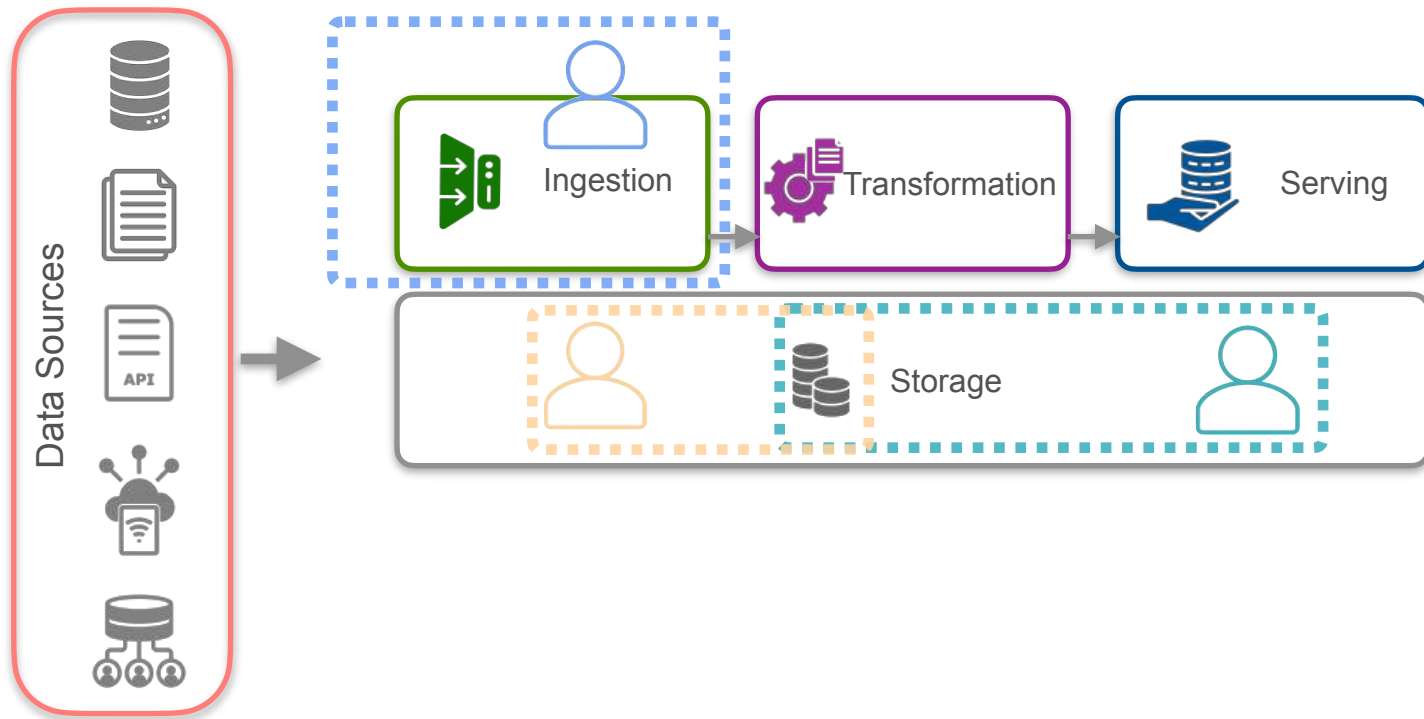 Data Sources
API
Ingestion
Transformation
Serving
Storage